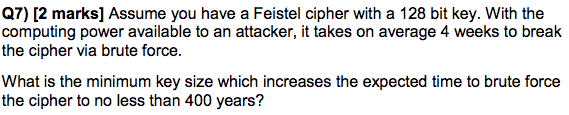 Q7) [2 marks] Assume you have a Feistel cipher with a 128 bit key. With the
computing power available to an attacker, it takes on average 4 weeks to break
the cipher via brute force.
What is the minimum key size which increases the expected time to brute force
the cipher to no less than 400 years?